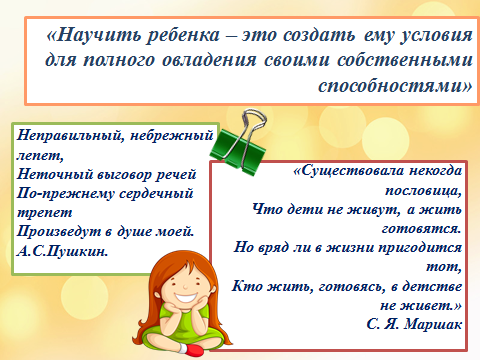 «Научить ребенка – это создать ему условия
для полного овладения своими собственными
способностями»
Неправильный, небрежный
лепет,
Неточный выговор речей
По-прежнему сердечный
трепет
Произведут в душе моей.
А.С.Пушкин.
«Существовала некогда
пословица,
Что дети не живут, а жить
готовятся.
Но вряд ли в жизни пригодится
тот,
Кто жить, готовясь, в детстве
не живет.»
С. Я. Маршак